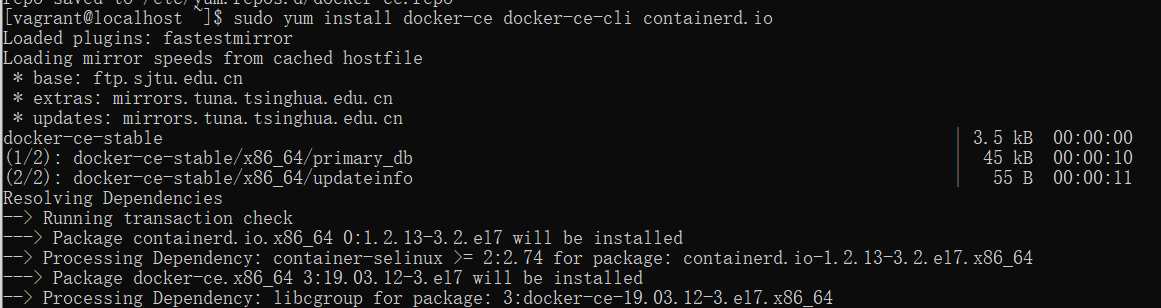 repo saved to /etc/yum.repos.d/docker-ce.repo
[vagrant@localhost ~]$ sudo yum install docker-ce docker-ce-cli containerd.io
Loaded plugins: fastestmirror
Loading mirror speeds from cached hostfile
 * base: ftp.sjtu.edu.cn
 * extras: mirrors.tuna.tsinghua.edu.cn
 * updates: mirrors.tuna.tsinghua.edu.cn
docker-ce-stable | 3.5 kB 00:00:00
(1/2): docker-ce-stable/x86_64/primary_db | 45 kB 00:00:10
(2/2): docker-ce-stable/x86_64/updateinfo | 55 B 00:00:11
Resolving Dependencies
--> Running transaction check
---> Package containerd.io.x86_64 0:1.2.13-3.2.el7 will be installed
--> Processing Dependency: container-selinux >= 2:2.74 for package: containerd.io-1.2.13-3.2.el7.x86_64
---> Package docker-ce.x86_64 3:19.03.12-3.el7 will be installed
--> Processing Dependency: libcgroup for package: 3:docker-ce-19.03.12-3.el7.x86_64